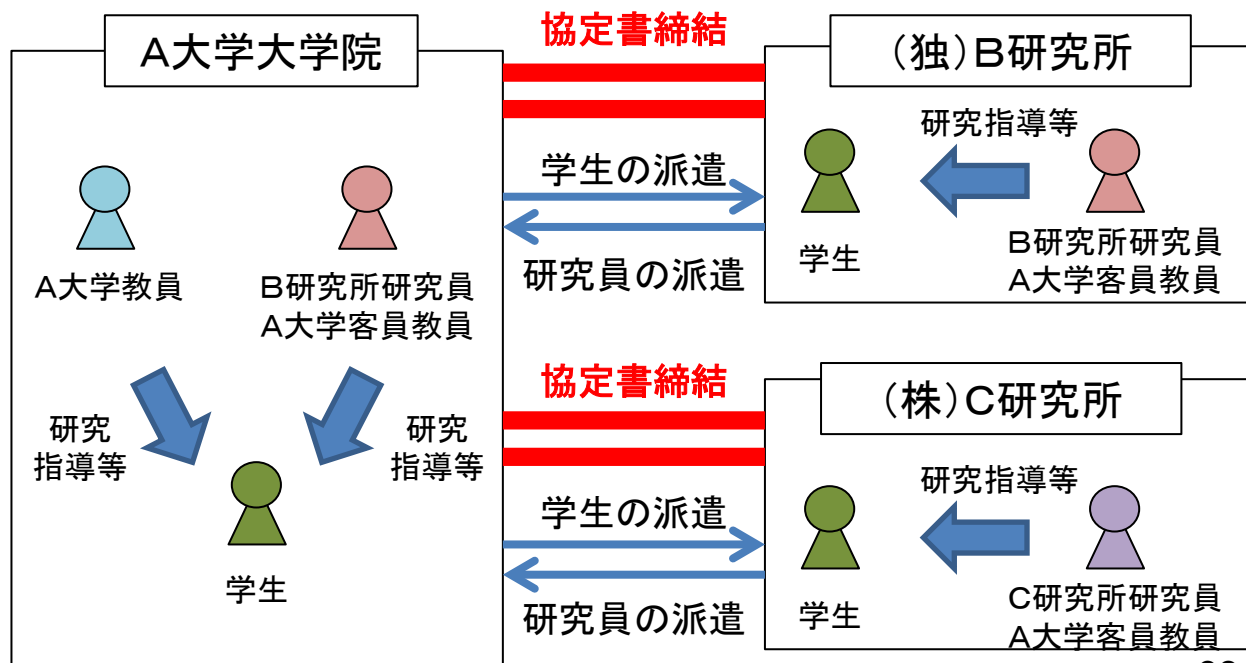 A大学大学院
A大学教員
B研究所研究員
A大学客員教員
研究
指導等
研究
指導等
学生
協定書締結
学生の派遣
研究員の派遣
(独)B研究所
研究指導等
学生
B研究所研究員
A大学客員教員
協定書締結
学生の派遣
研究員の派遣
(株)C研究所
研究指導等
学生
C研究所研究員
A大学客員教員